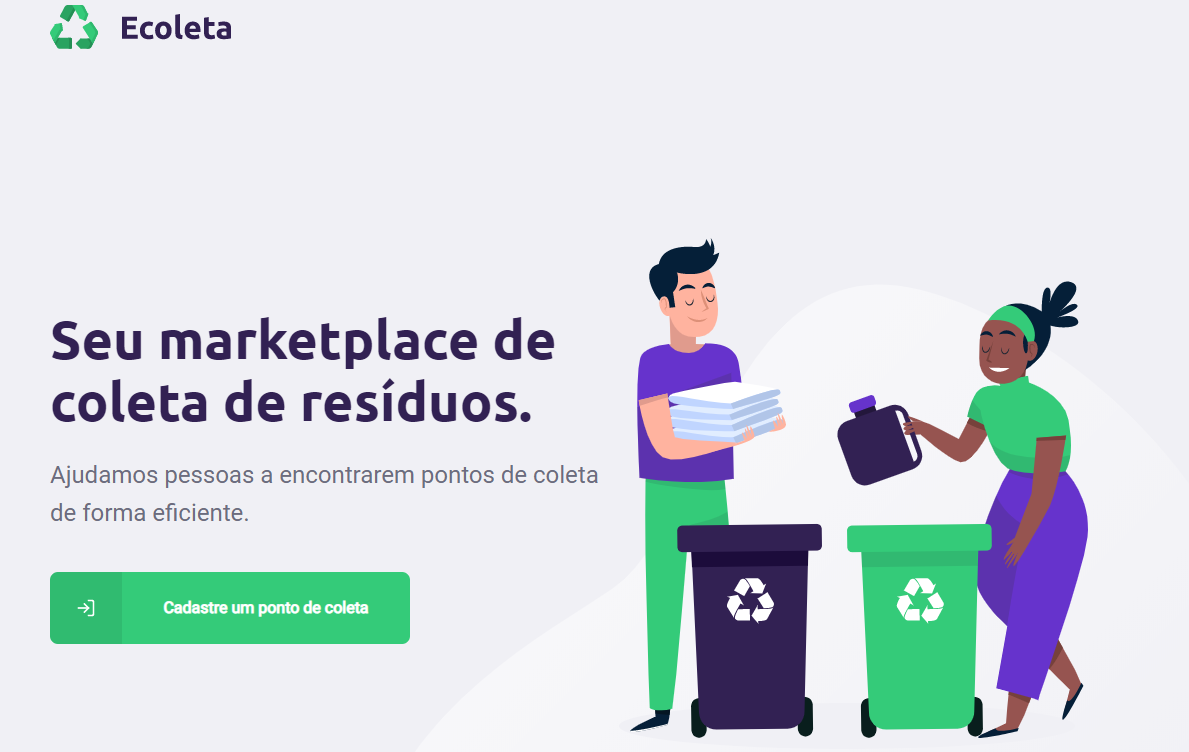 Ecoleta
Seu marketplace de
coleta de resíduos.
Ajudamos pessoas a encontrarem pontos de coleta
de forma eficiente.
Cadastre um ponto de coleta